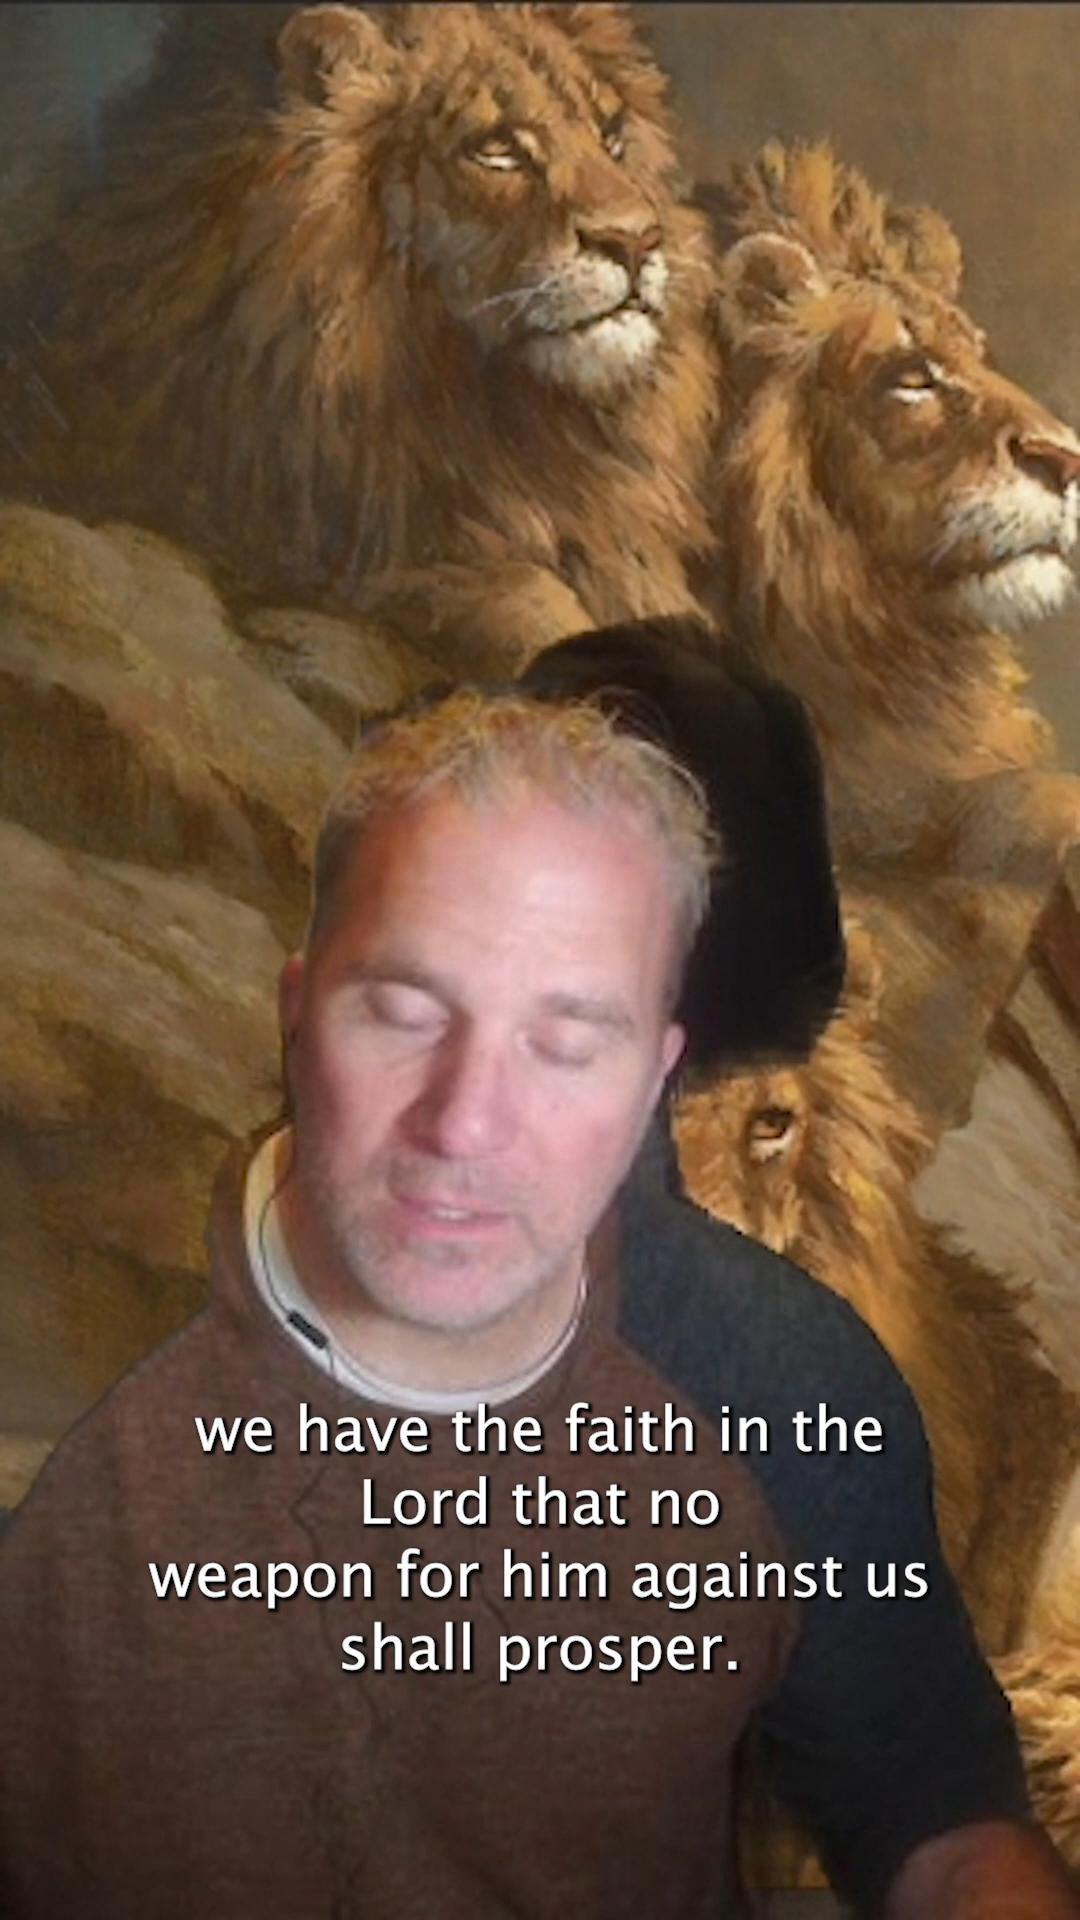 we have the faith in the
Lord that no
weapon for him against us
shall prosper.